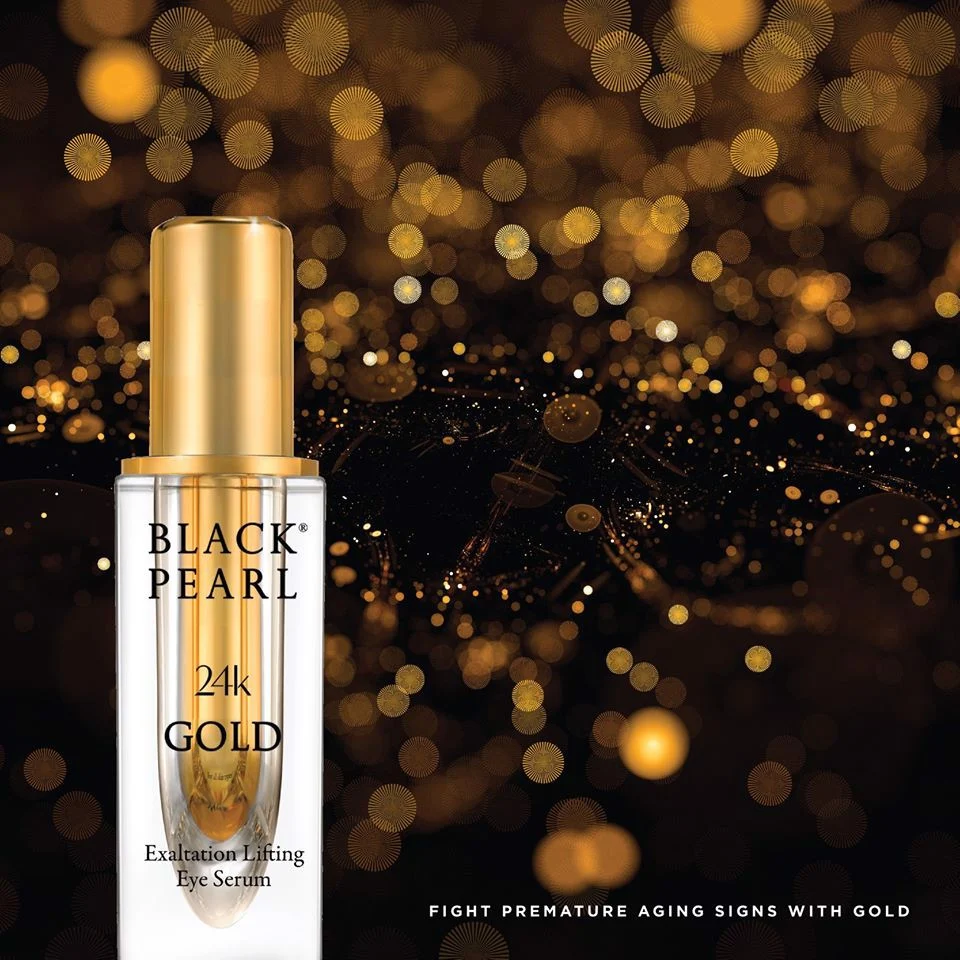 BLACK®
PEARL
24k
GOLD
Exaltation Lifting
Eye Serum
FIGHT PREMATURE AGING SIGNS WITH GOLD